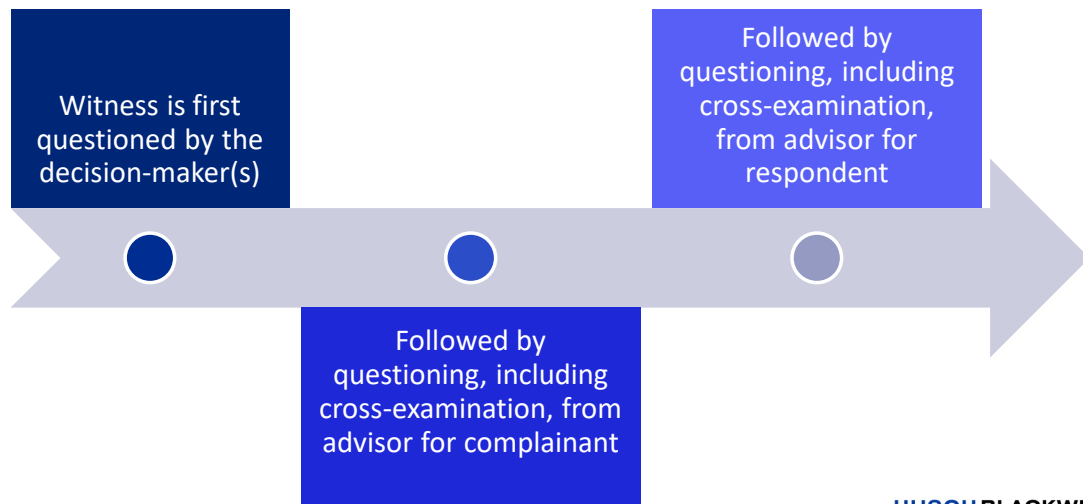 Witness is first
questioned by the
decision-maker(s)
Followed by
questioning, including
cross-examination, from
advisor for complainant
Followed by
questioning, including
cross-examination,
from advisor for
respondent